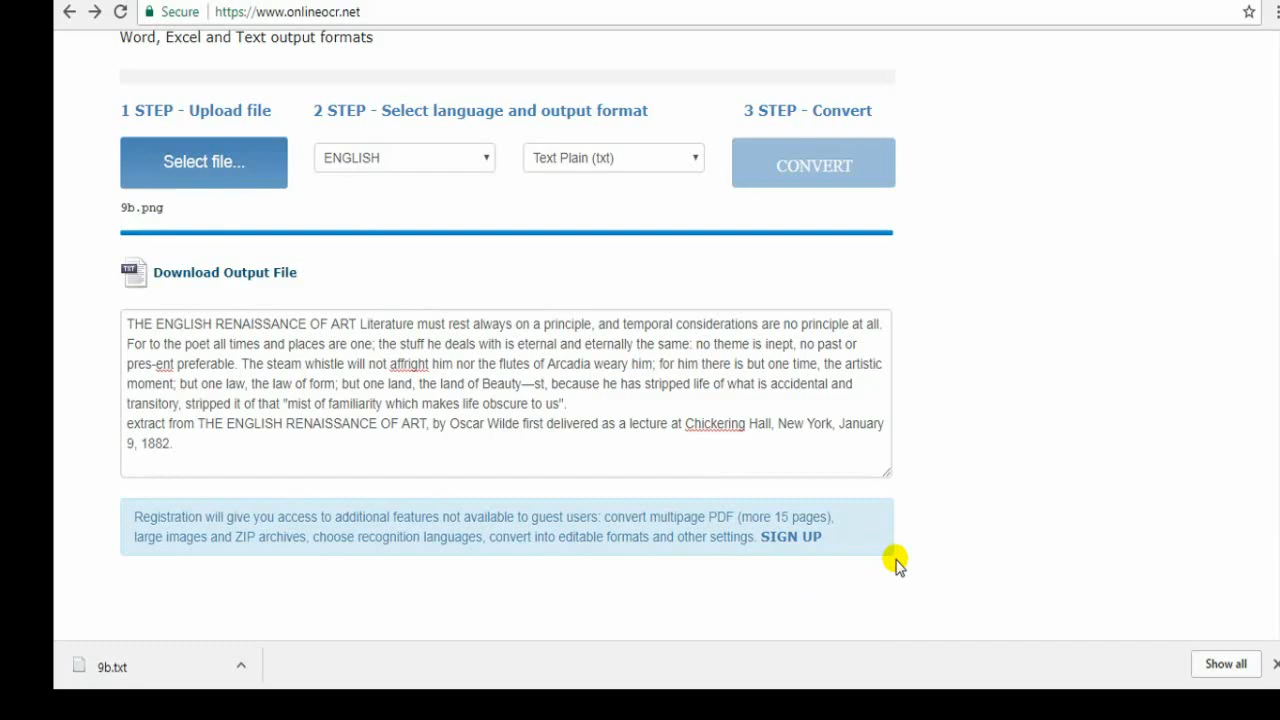 Secure https://www.onlineocr.net
Word, Excel and Text output formats
1 STEP - Upload file 2 STEP - Select language and output format 3 STEP - Convert
Select file... ENGLISH Text Plain (txt) CONVERT
9b.png
TXT Download Output File
THE ENGLISH RENAISSANCE OF ART Literature must rest always on a principle, and temporal considerations are no principle at all.
For to the poet all times and places are one; the stuff he deals with is eternal and eternally the same: no theme is inept, no past or
pres-ent preferable. The steam whistle will not affright him nor the flutes of Arcadia weary him; for him there is but one time, the artistic
moment; but one law, the law of form; but one land, the land of Beauty—st, because he has stripped life of what is accidental and
transitory, stripped it of that "mist of familiarity which makes life obscure to us".
extract from THE ENGLISH RENAISSANCE OF ART, by Oscar Wilde first delivered as a lecture at Chickering Hall, New York, January
9, 1882.
Registration will give you access to additional features not available to guest users: convert multipage PDF (more 15 pages),
large images and ZIP archives, choose recognition languages, convert into editable formats and other settings. SIGN UP
9b.txt Show all